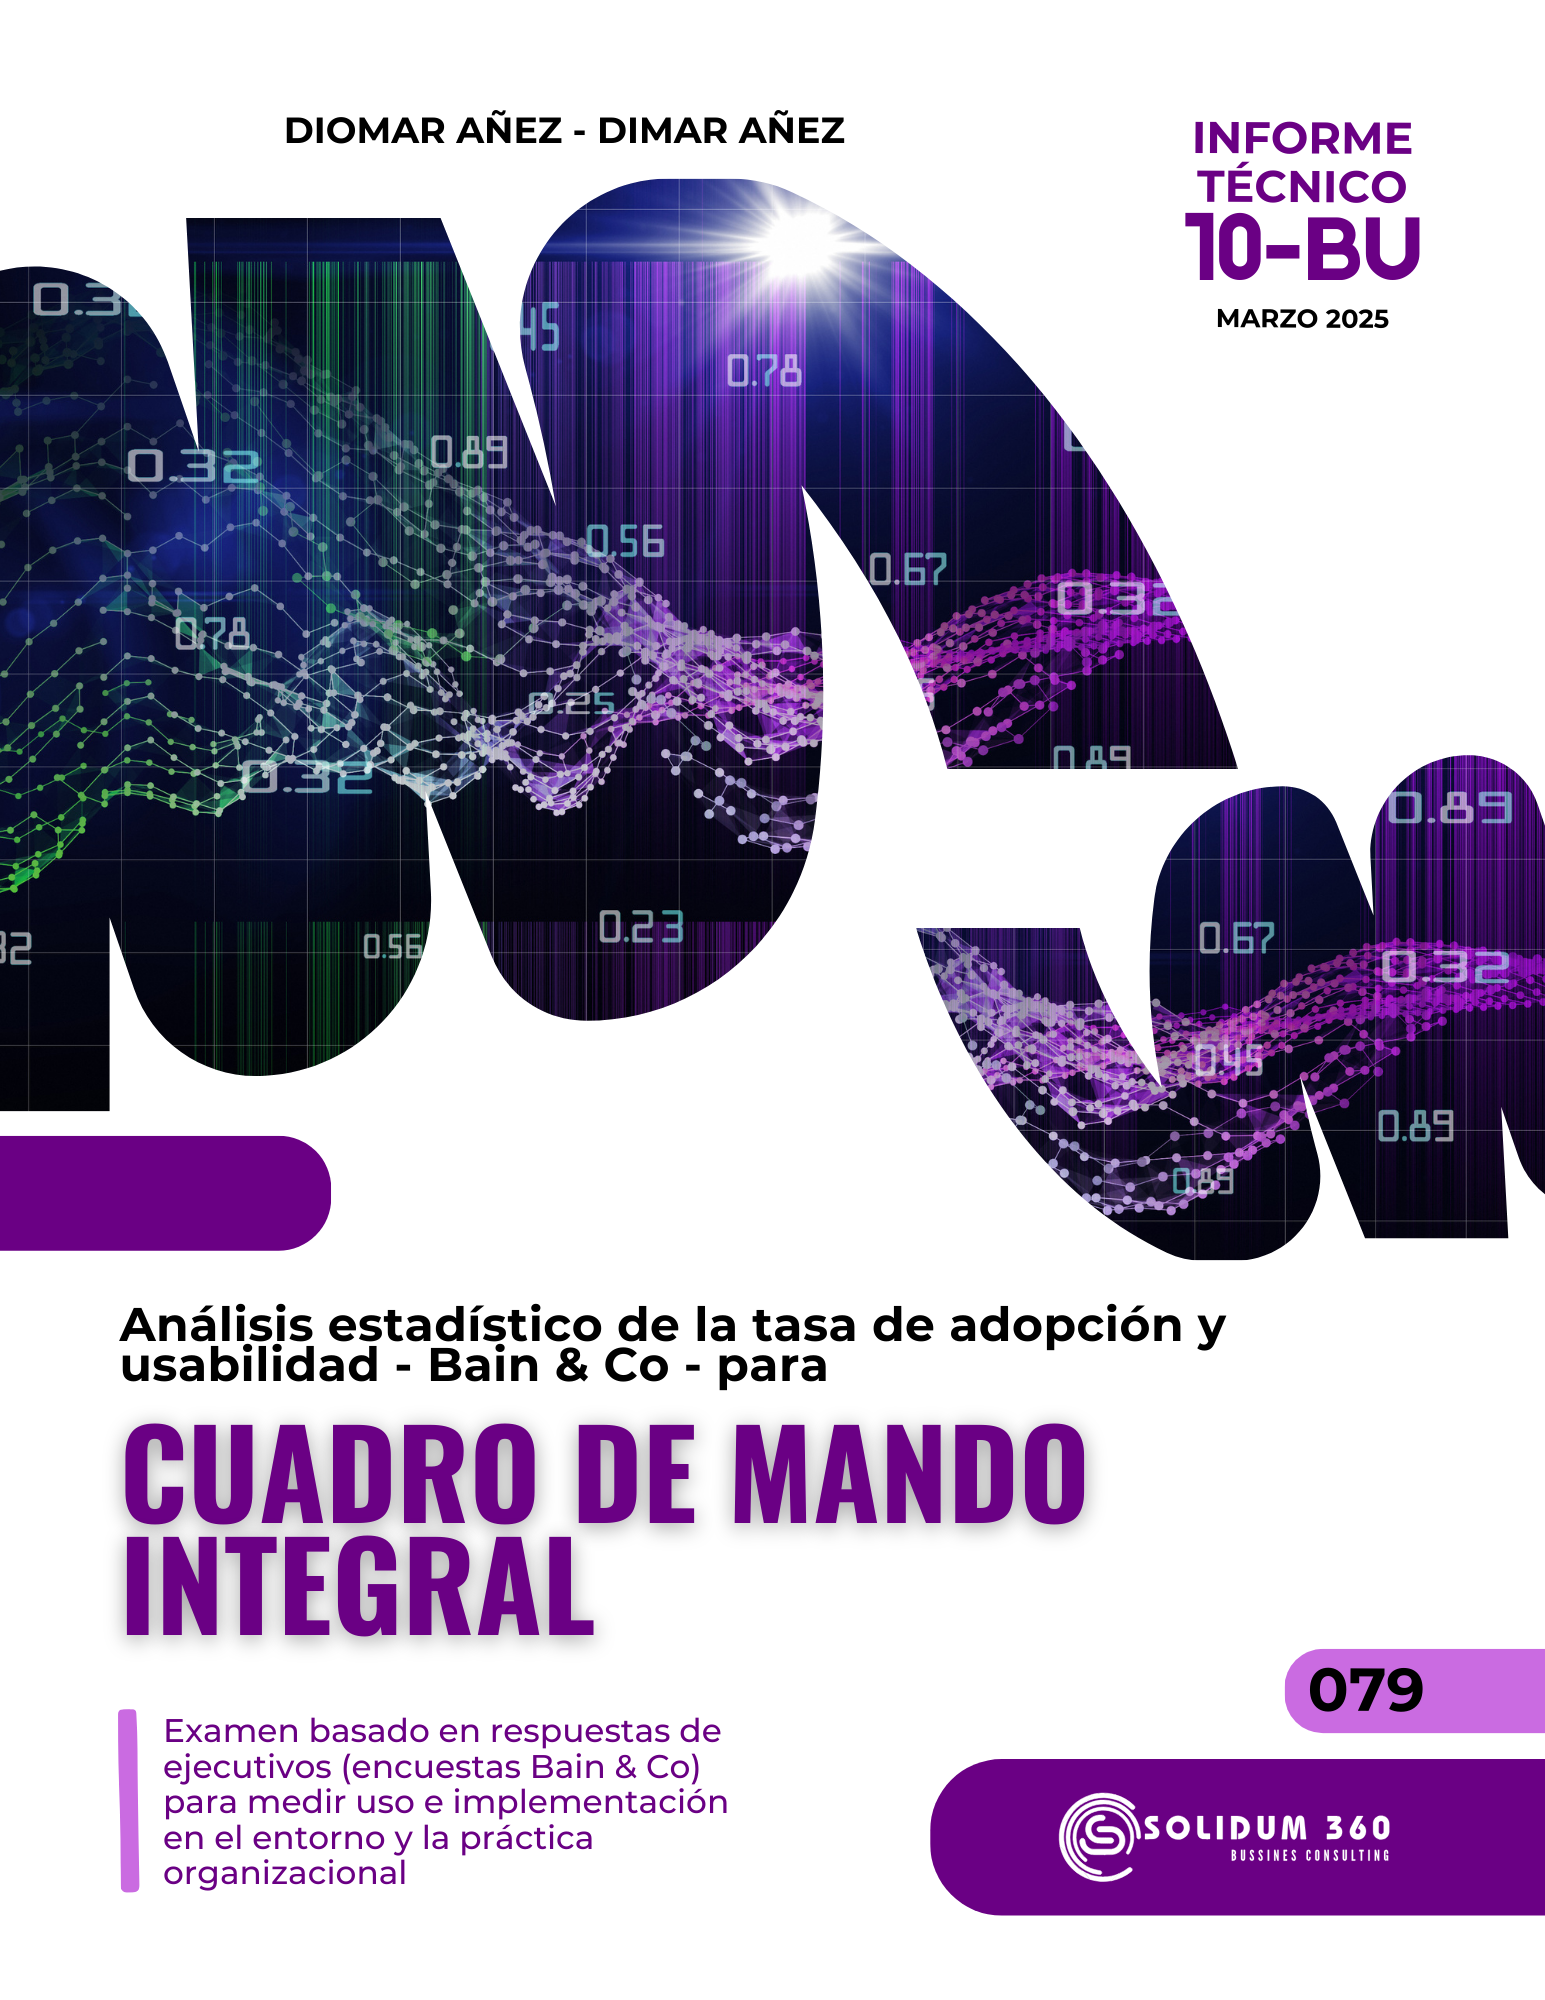 DIOMAR AÑEZ - DIMAR AÑEZ
INFORME
TÉCNICO
10-BU
MARZO 2025
0.78
0.89
0.32
0.56
0.67
0.32
0.78
0.25
0.32
0.89
0.89
0.23
0.56
0.67
0.32
0.45
0.89
0.89
Análisis estadístico de la tasa de adopción y
usabilidad - Bain & Co - para
CUADRO DE MANDO
INTEGRAL
079
Examen basado en respuestas de
ejecutivos (encuestas Bain & Co)
para medir uso e implementación
en el entorno y la práctica
organizacional
SOLIDUM 360
BUSSINES CONSULTING